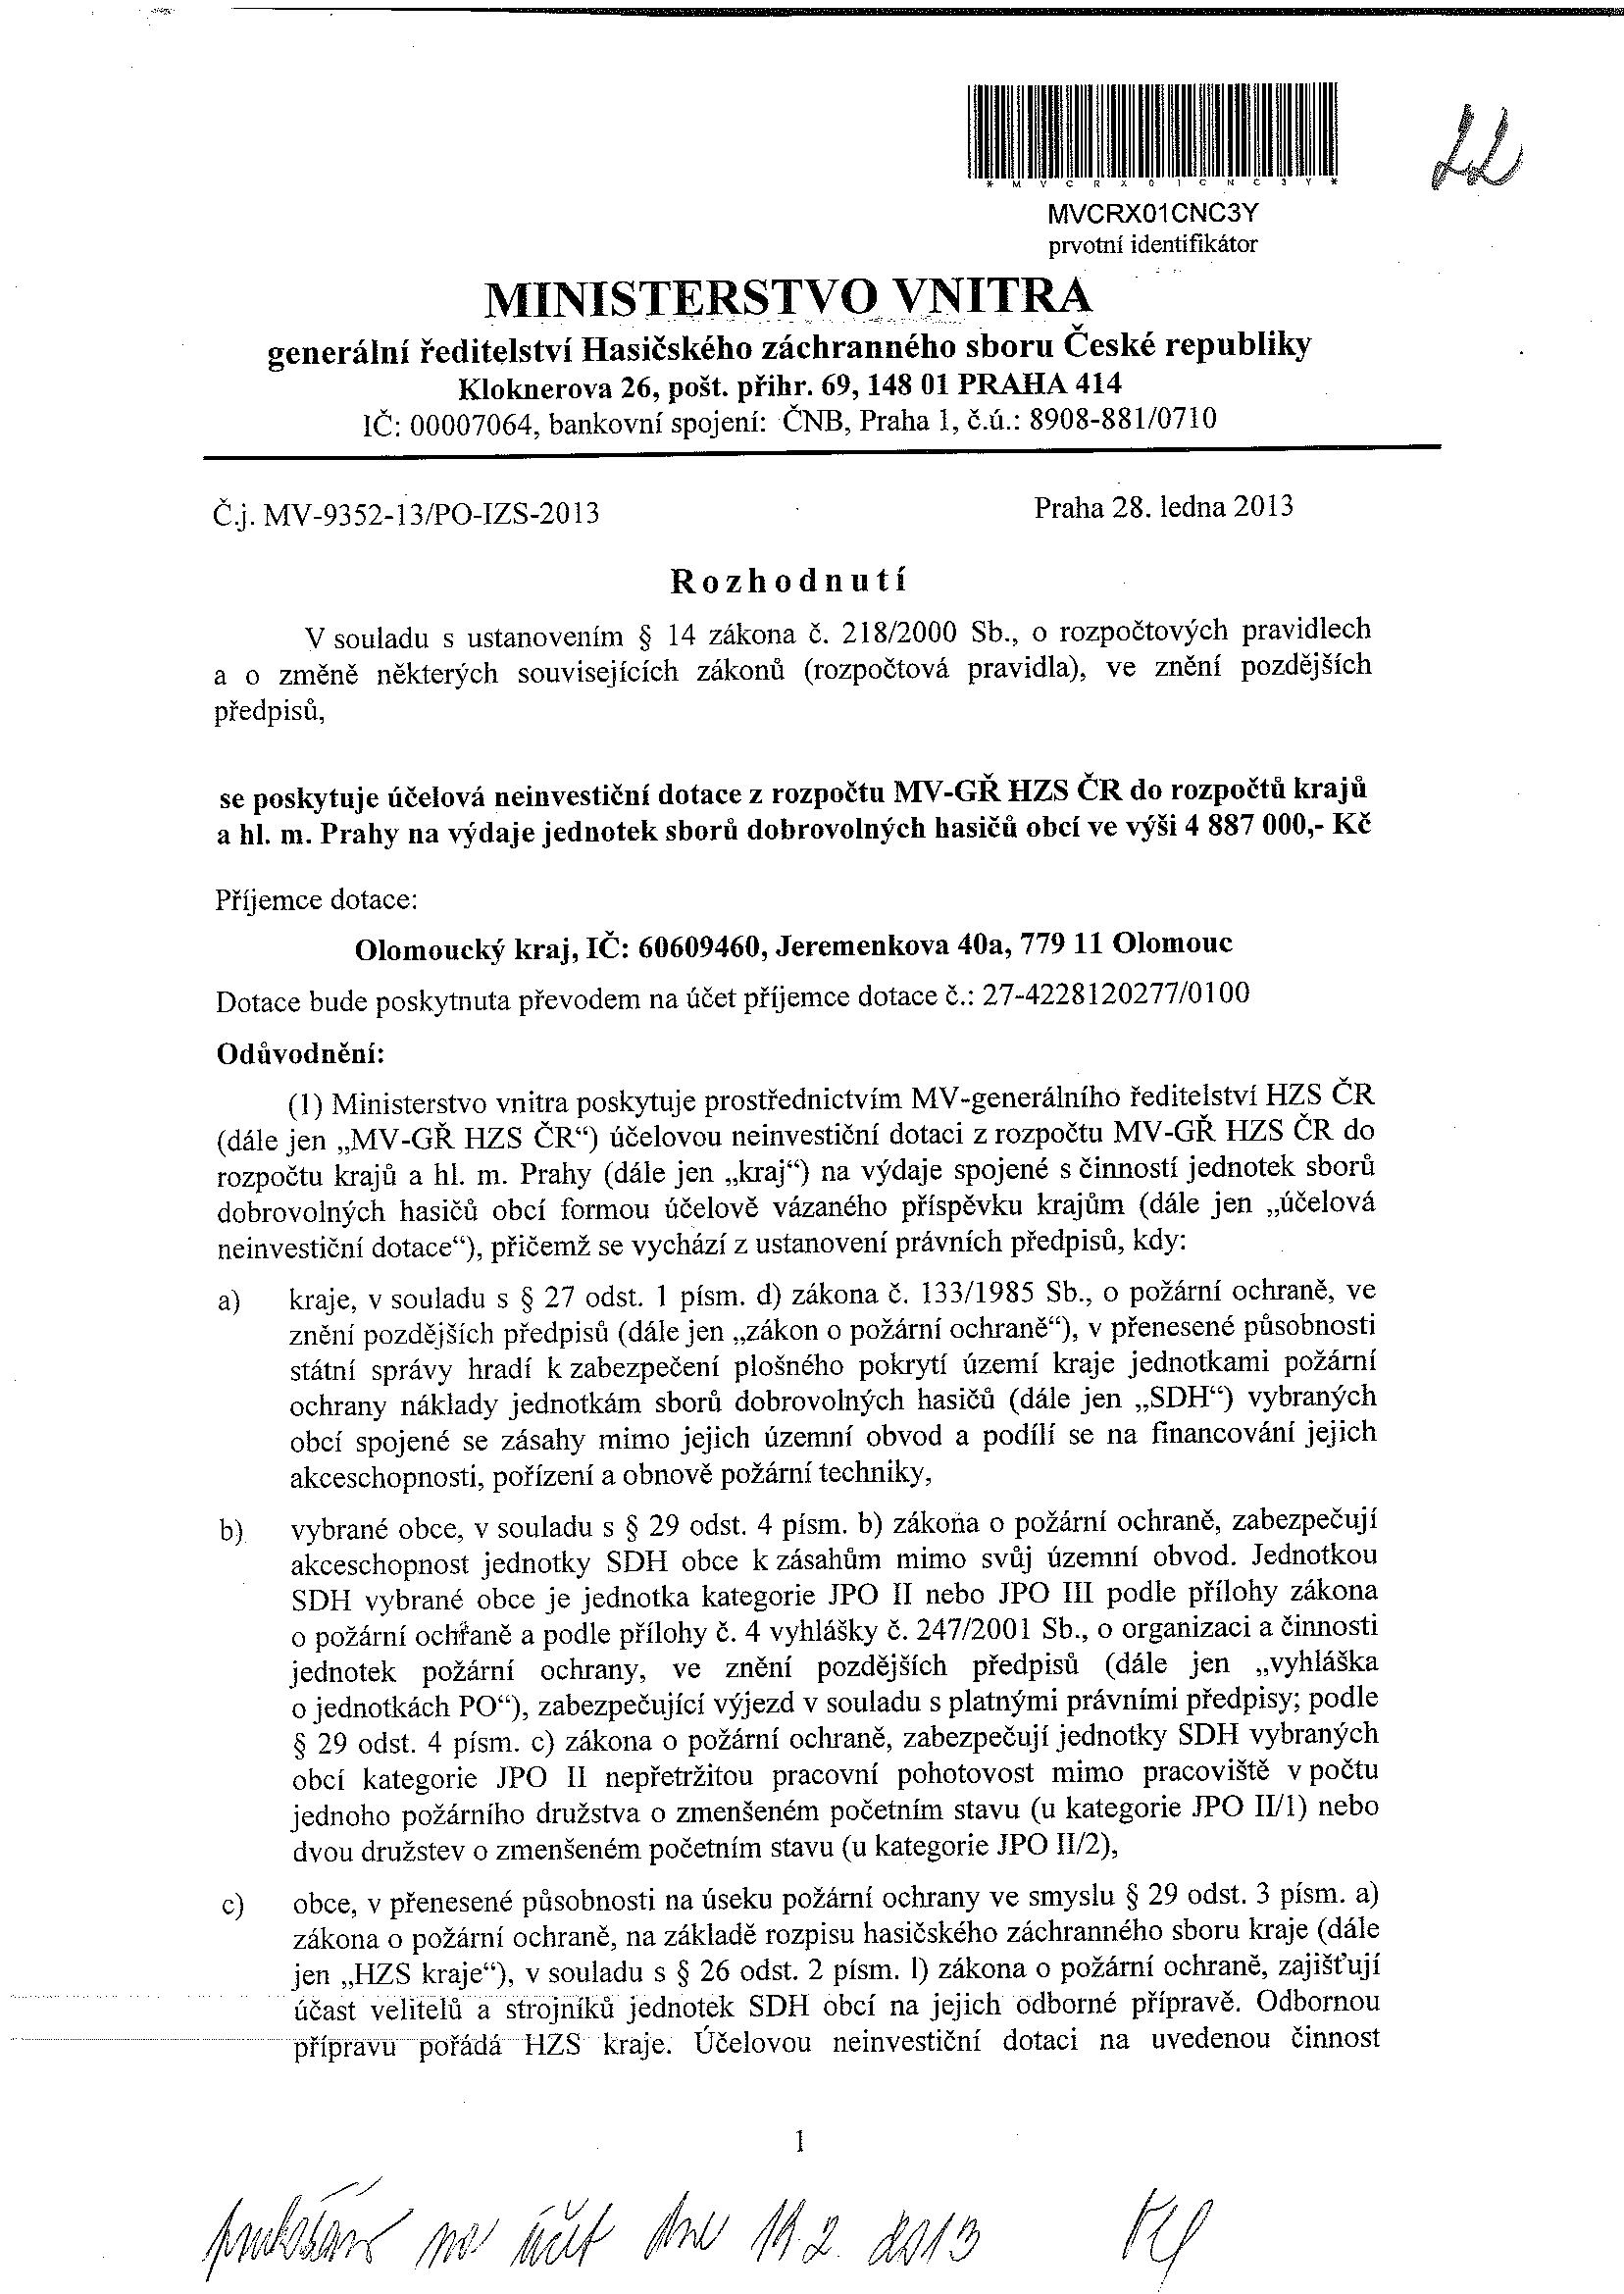 *MVCRX01CNC3Y*
22
MVCRX01CNC3Y
prvotní identifikátor
MINISTERSTVO VNITRA
generální ředitelství Hasičského záchranného sboru České republiky
Kloknerova 26, pošt. přihr. 69, 148 01 PRAHA 414
IČ: 00007064, bankovní spojení: ČNB, Praha 1, č.ú.: 8908-881/0710
Č.j. MV-9352-13/PO-IZS-2013 Praha 28. ledna 2013
Rozhodnutí
V souladu s ustanovením § 14 zákona č. 218/2000 Sb., o rozpočtových pravidlech
a o změně některých souvisejících zákonů (rozpočtová pravidla), ve znění pozdějších
předpisů,
se poskytuje účelová neinvestiční dotace z rozpočtu MV-GŘ HZS ČR do rozpočtů krajů
a hl. m. Prahy na výdaje jednotek sborů dobrovolných hasičů obcí ve výši 4 887 000,- Kč
Příjemce dotace:
Olomoucký kraj, IČ: 60609460, Jeremenkova 40a, 779 11 Olomouc
Dotace bude poskytnuta převodem na účet příjemce dotace č.: 27-4228120277/0100
Odůvodnění:
(1) Ministerstvo vnitra poskytuje prostřednictvím MV-generálního ředitelství HZS ČR
(dále jen „MV-GŘ HZS ČR“) účelovou neinvestiční dotaci z rozpočtu MV-GŘ HZS ČR do
rozpočtu krajů a hl. m. Prahy (dále jen „kraj“) na výdaje spojené s činností jednotek sborů
dobrovolných hasičů obcí formou účelově vázaného příspěvku krajům (dále jen „účelová
neinvestiční dotace“), přičemž se vychází z ustanovení právních předpisů, kdy:
a) kraje, v souladu s § 27 odst. 1 písm. d) zákona č. 133/1985 Sb., o požární ochraně, ve
znění pozdějších předpisů (dále jen „zákon o požární ochraně“), v přenesené působnosti
státní správy hradí k zabezpečení plošného pokrytí území kraje jednotkami požární
ochrany náklady jednotkám sborů dobrovolných hasičů (dále jen „SDH“) vybraných
obcí spojené se zásahy mimo jejich územní obvod a podílí se na financování jejich
akceschopnosti, pořízení a obnově požární techniky,
b) vybrané obce, v souladu s § 29 odst. 4 písm. b) zákona o požární ochraně, zabezpečují
akceschopnost jednotky SDH obce k zásahům mimo svůj územní obvod. Jednotkou
SDH vybrané obce je jednotka kategorie JPO II nebo JPO III podle přílohy zákona
o požární ochraně a podle přílohy č. 4 vyhlášky č. 247/2001 Sb., o organizaci a činnosti
jednotek požární ochrany, ve znění pozdějších předpisů (dále jen „vyhláška
o jednotkách PO“), zabezpečující výjezd v souladu s platnými právními předpisy; podle
§ 29 odst. 4 písm. c) zákona o požární ochraně, zabezpečují jednotky SDH vybraných
obcí kategorie JPO II nepřetržitou pracovní pohotovost mimo pracoviště v počtu
jednoho požárního družstva o zmenšeném početním stavu (u kategorie JPO II/1) nebo
dvou družstev o zmenšeném početním stavu (u kategorie JPO II/2),
c) obce, v přenesené působnosti na úseku požární ochrany ve smyslu § 29 odst. 3 písm. a)
zákona o požární ochraně, na základě rozpisu hasičského záchranného sboru kraje (dále
jen „HZS kraje“), v souladu s § 26 odst. 2 písm. l) zákona o požární ochraně, zajišťují
účast velitelů a strojníků jednotek SDH obcí na jejich odborné přípravě. Odbornou
přípravu pořádá HZS kraje. Účelovou neinvestiční dotaci na uvedenou činnost
1
na účet dne 2013